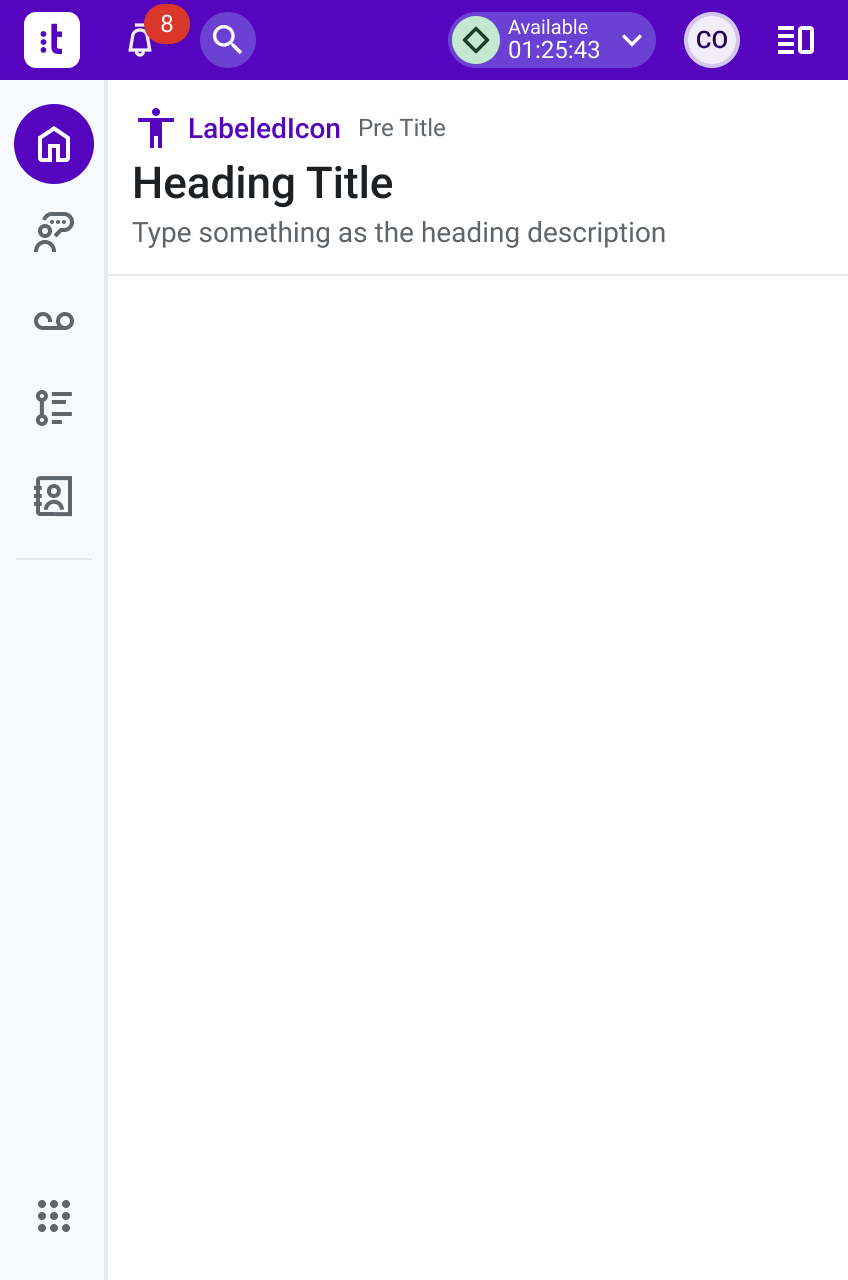 :t
8
Available
01:25:43
CO
LabeledIcon Pre Title
Heading Title
Type something as the heading description